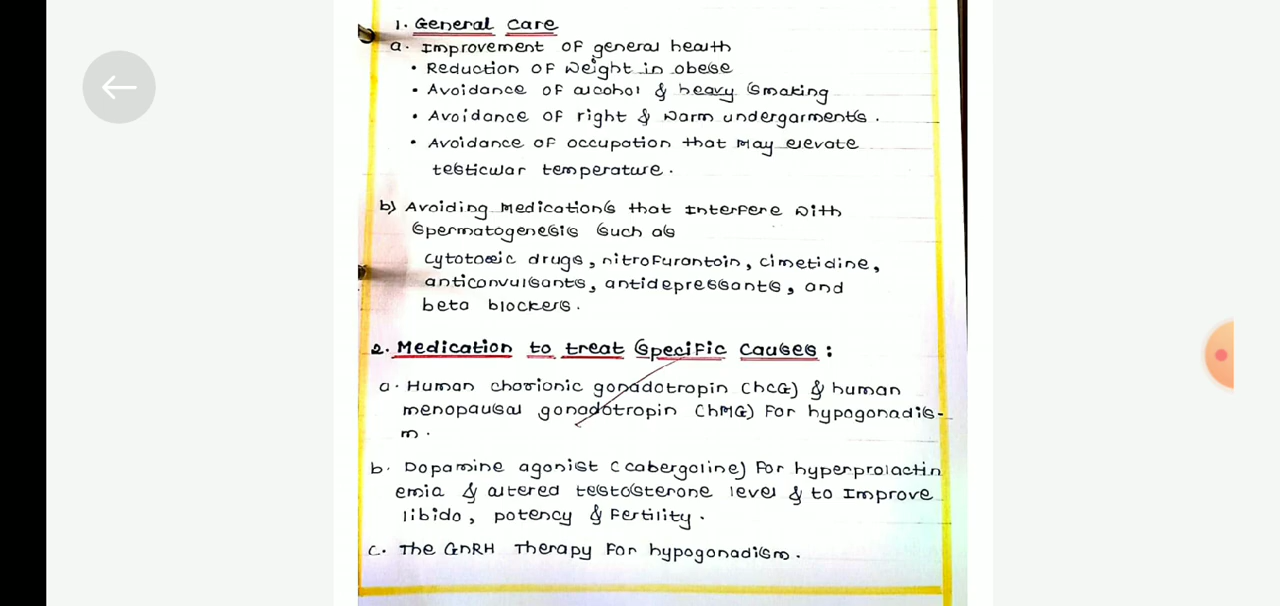 1. General Care
a. Improvement of general health
• Reduction of weight in obese
• Avoidance of alcohol & heavy smoking
• Avoidance of right & warm undergarments.
• Avoidance of occupation that may elevate
testicular temperature.
b) Avoiding medications that interfere with
spermatogenesis such as
cytotoxic drugs, nitrofurantoin, cimetidine,
anticonvulsants, antidepressants, and
beta blockers.
2. Medication to treat specific causes:
a. Human chorionic gonadotropin (hCG) & human
menopausal gonadotropin (hMG) for hypogonadis-
m.
b. Dopamine agonist (cabergoline) for hyperprolactin
emia & altered testosterone level & to improve
libido, potency & fertility.
c. The GnRH Therapy for hypogonadism.